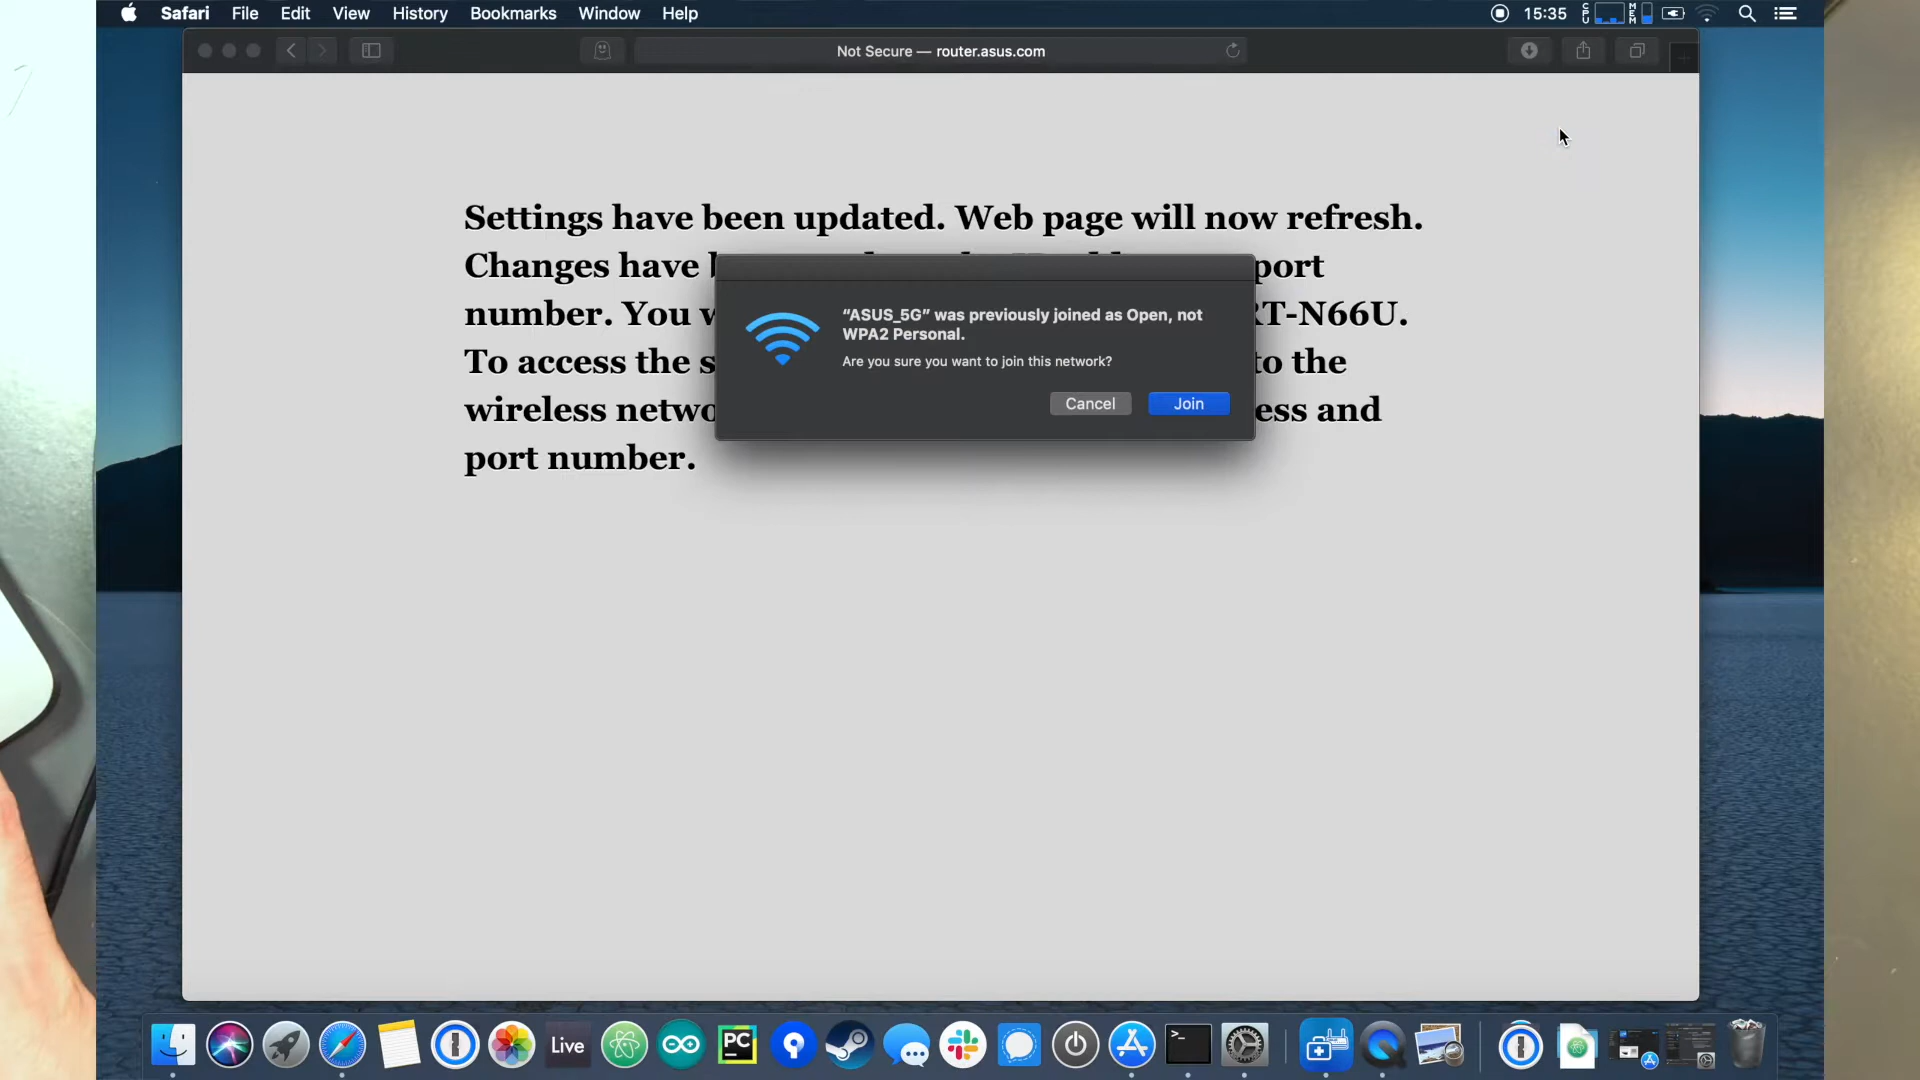 Safari File Edit View History Bookmarks Window Help
15:35
CPU
MEM
Not Secure — router.asus.com
Settings have been updated. Web page will now refresh.
Changes have port
number. You RT-N66U.
To access the to the
wireless and
port number.
“ASUS_5G” was previously joined as Open, not
WPA2 Personal.
Are you sure you want to join this network?
Cancel Join
Live
PC